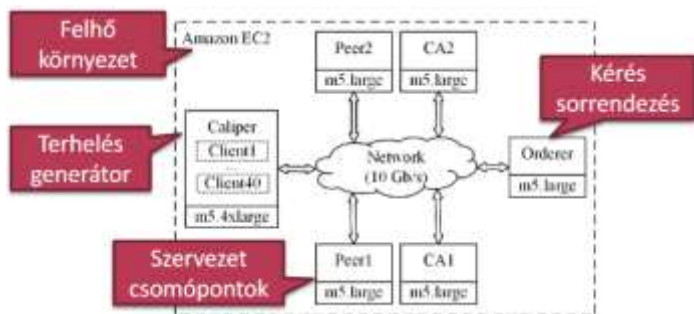 Felhő
környezet
Amazon EC2
Peer2
m5.large
CA2
m5.large
Kérés
sorrendezés
Terhelés
generátor
Caliper
Client1
...
Client40
m5.4xlarge
Network
(10 Gb/s)
Orderer
m5.large
Szervezet
csomópontok
Peer1
m5.large
CA1
m5.large